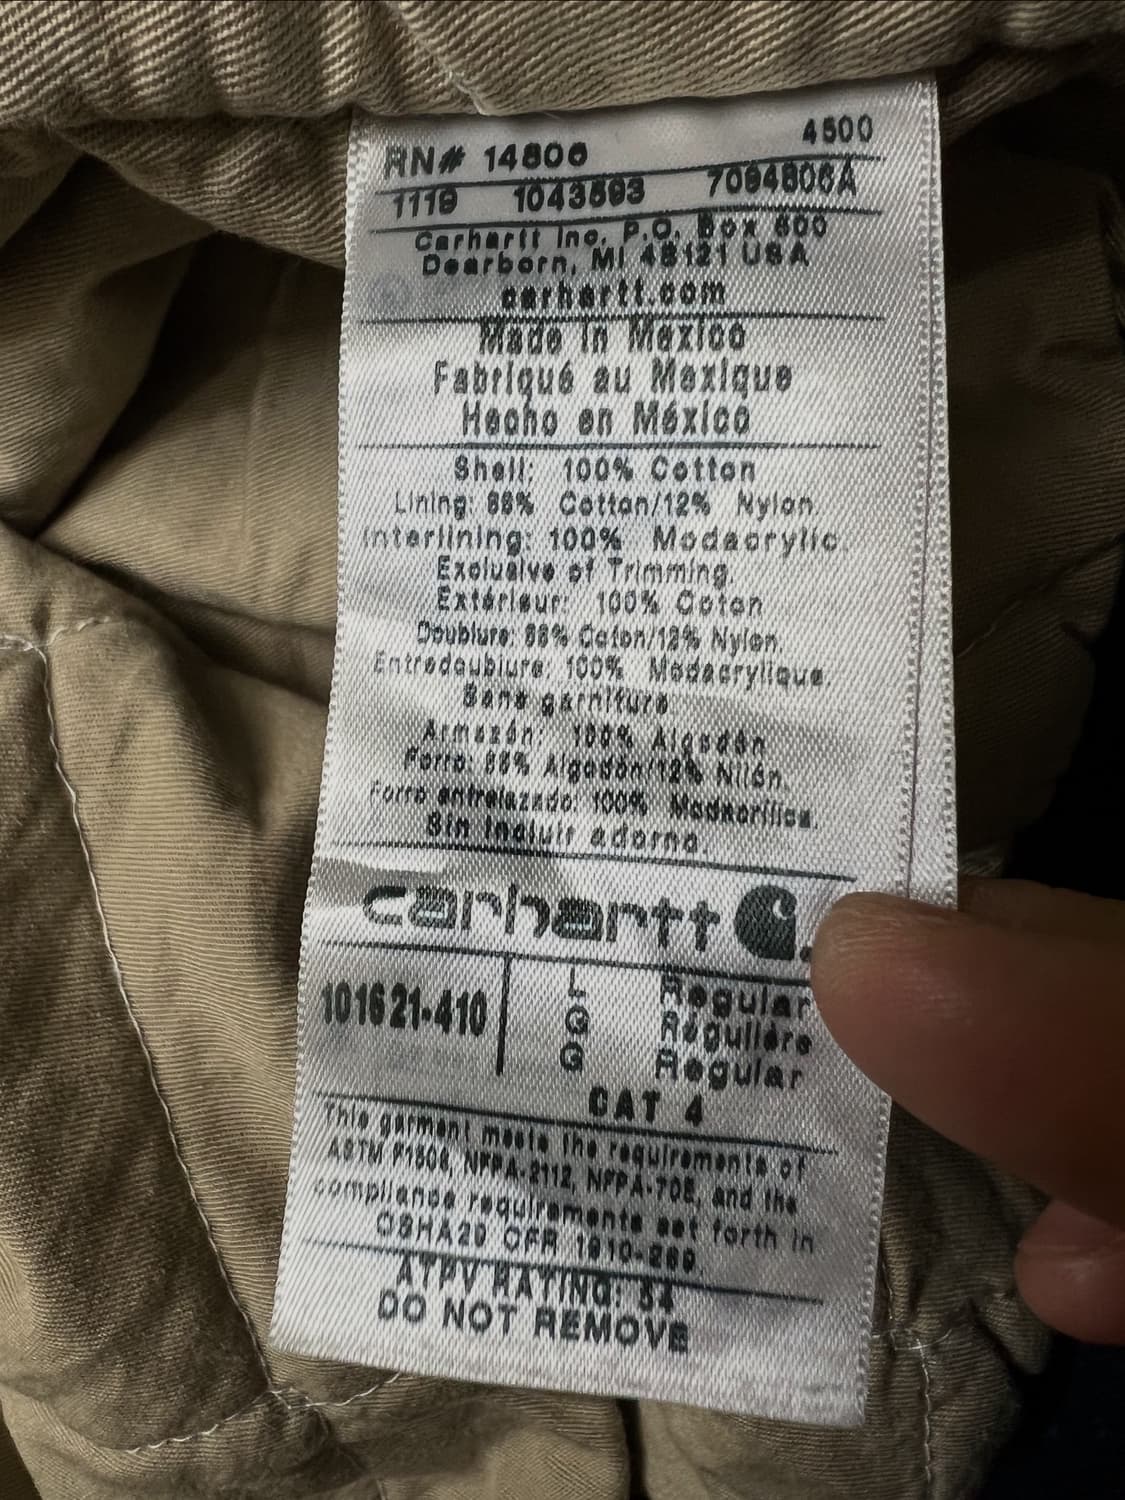 RN# 14806 4500
1119 1043593 7094806A
Carhartt Inc. P.O. Box 600
Dearborn, MI 48121 USA
carhartt.com
Made in Mexico
Fabriqué au Mexique
Hecho en México
Shell: 100% Cotton
Lining: 88% Cotton/12% Nylon
Interlining: 100% Modacrylic.
Exclusive of Trimming.
Extérieur: 100% Coton
Doublure: 88% Coton/12% Nylon.
Entredoublure: 100% Modacrylique.
Sans garniture
Armazón: 100% Algodón
Forro: 88% Algodón/12% Nilón.
Forro entrelazado: 100% Modacrílica.
Sin incluir adorno.
carhartt
101621-410
L Regular
G Régulière
G Regular
CAT 4
This garment meets the requirements of
ASTM F1506, NFPA-2112, NFPA-70E, and the
compliance requirements set forth in
OSHA29 CFR 1910-269
ATPV RATING:
DO NOT REMOVE